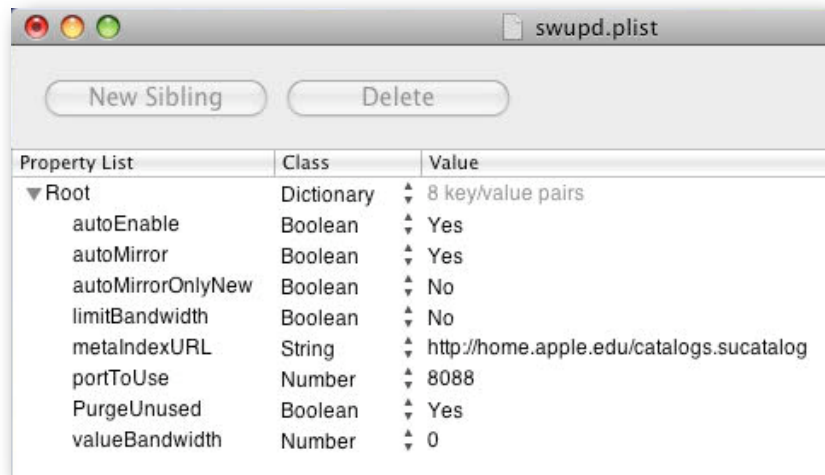 swupd.plist
New Sibling Delete
Property List Class Value
Root Dictionary 8 key/value pairs
autoEnable Boolean Yes
autoMirror Boolean Yes
autoMirrorOnlyNew Boolean No
limitBandwidth Boolean No
metaIndexURL String http://home.apple.edu/catalogs.sucatalog
portToUse Number 8088
PurgeUnused Boolean Yes
valueBandwidth Number 0